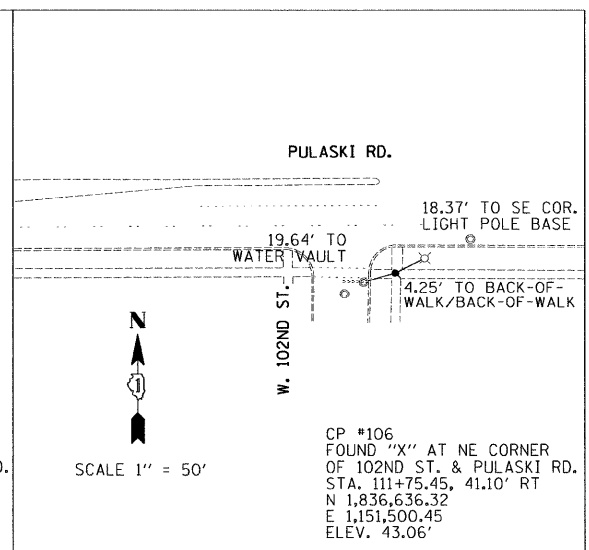 PULASKI RD.
18.37' TO SE COR.
LIGHT POLE BASE
19.64' TO
WATER VAULT
4.25' TO BACK-OF-
WALK/BACK-OF-WALK
W. 102ND ST.
N
1
SCALE 1" = 50'
CP #106
FOUND "X" AT NE CORNER
OF 102ND ST. & PULASKI RD.
STA. 111+75.45, 41.10' RT
N 1,836,636.32
E 1,151,500.45
ELEV. 43.06'